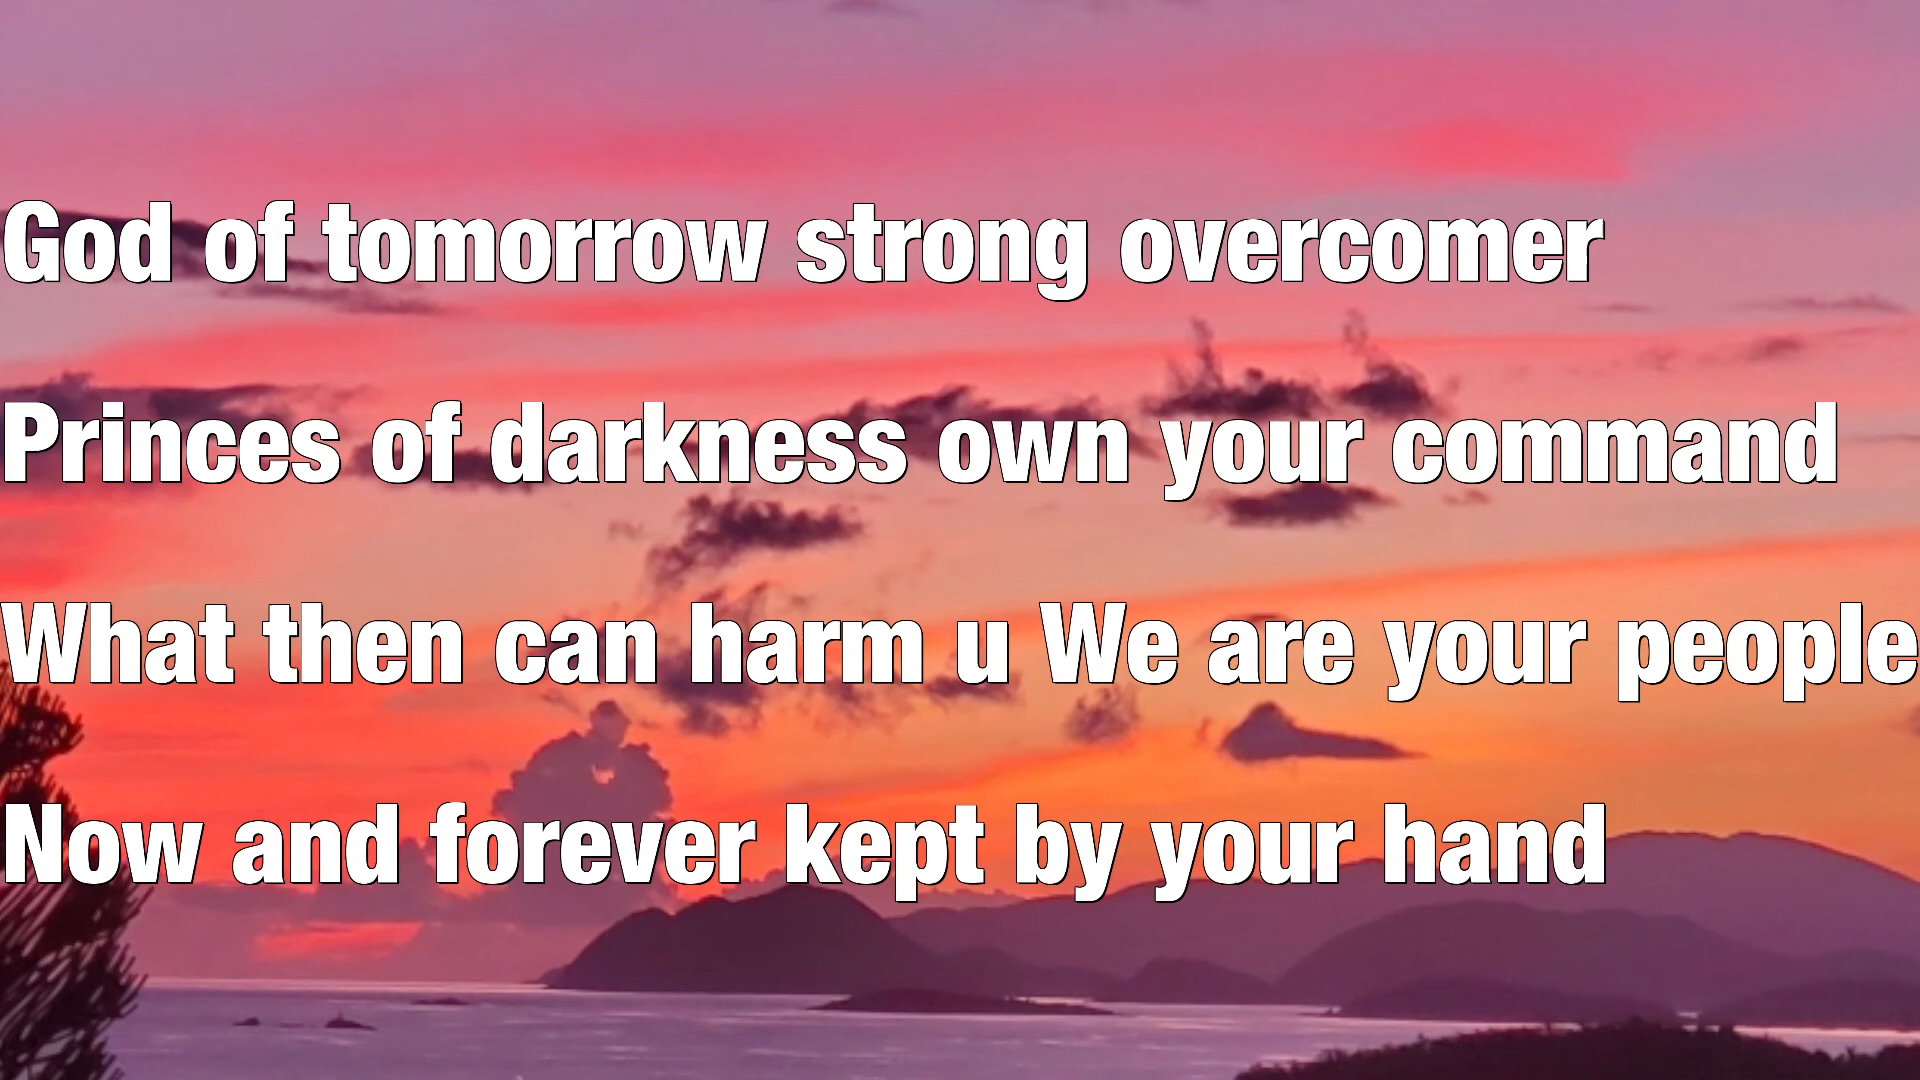 God of tomorrow strong overcomer
Princes of darkness own your command
What then can harm u We are your people
Now and forever kept by your hand